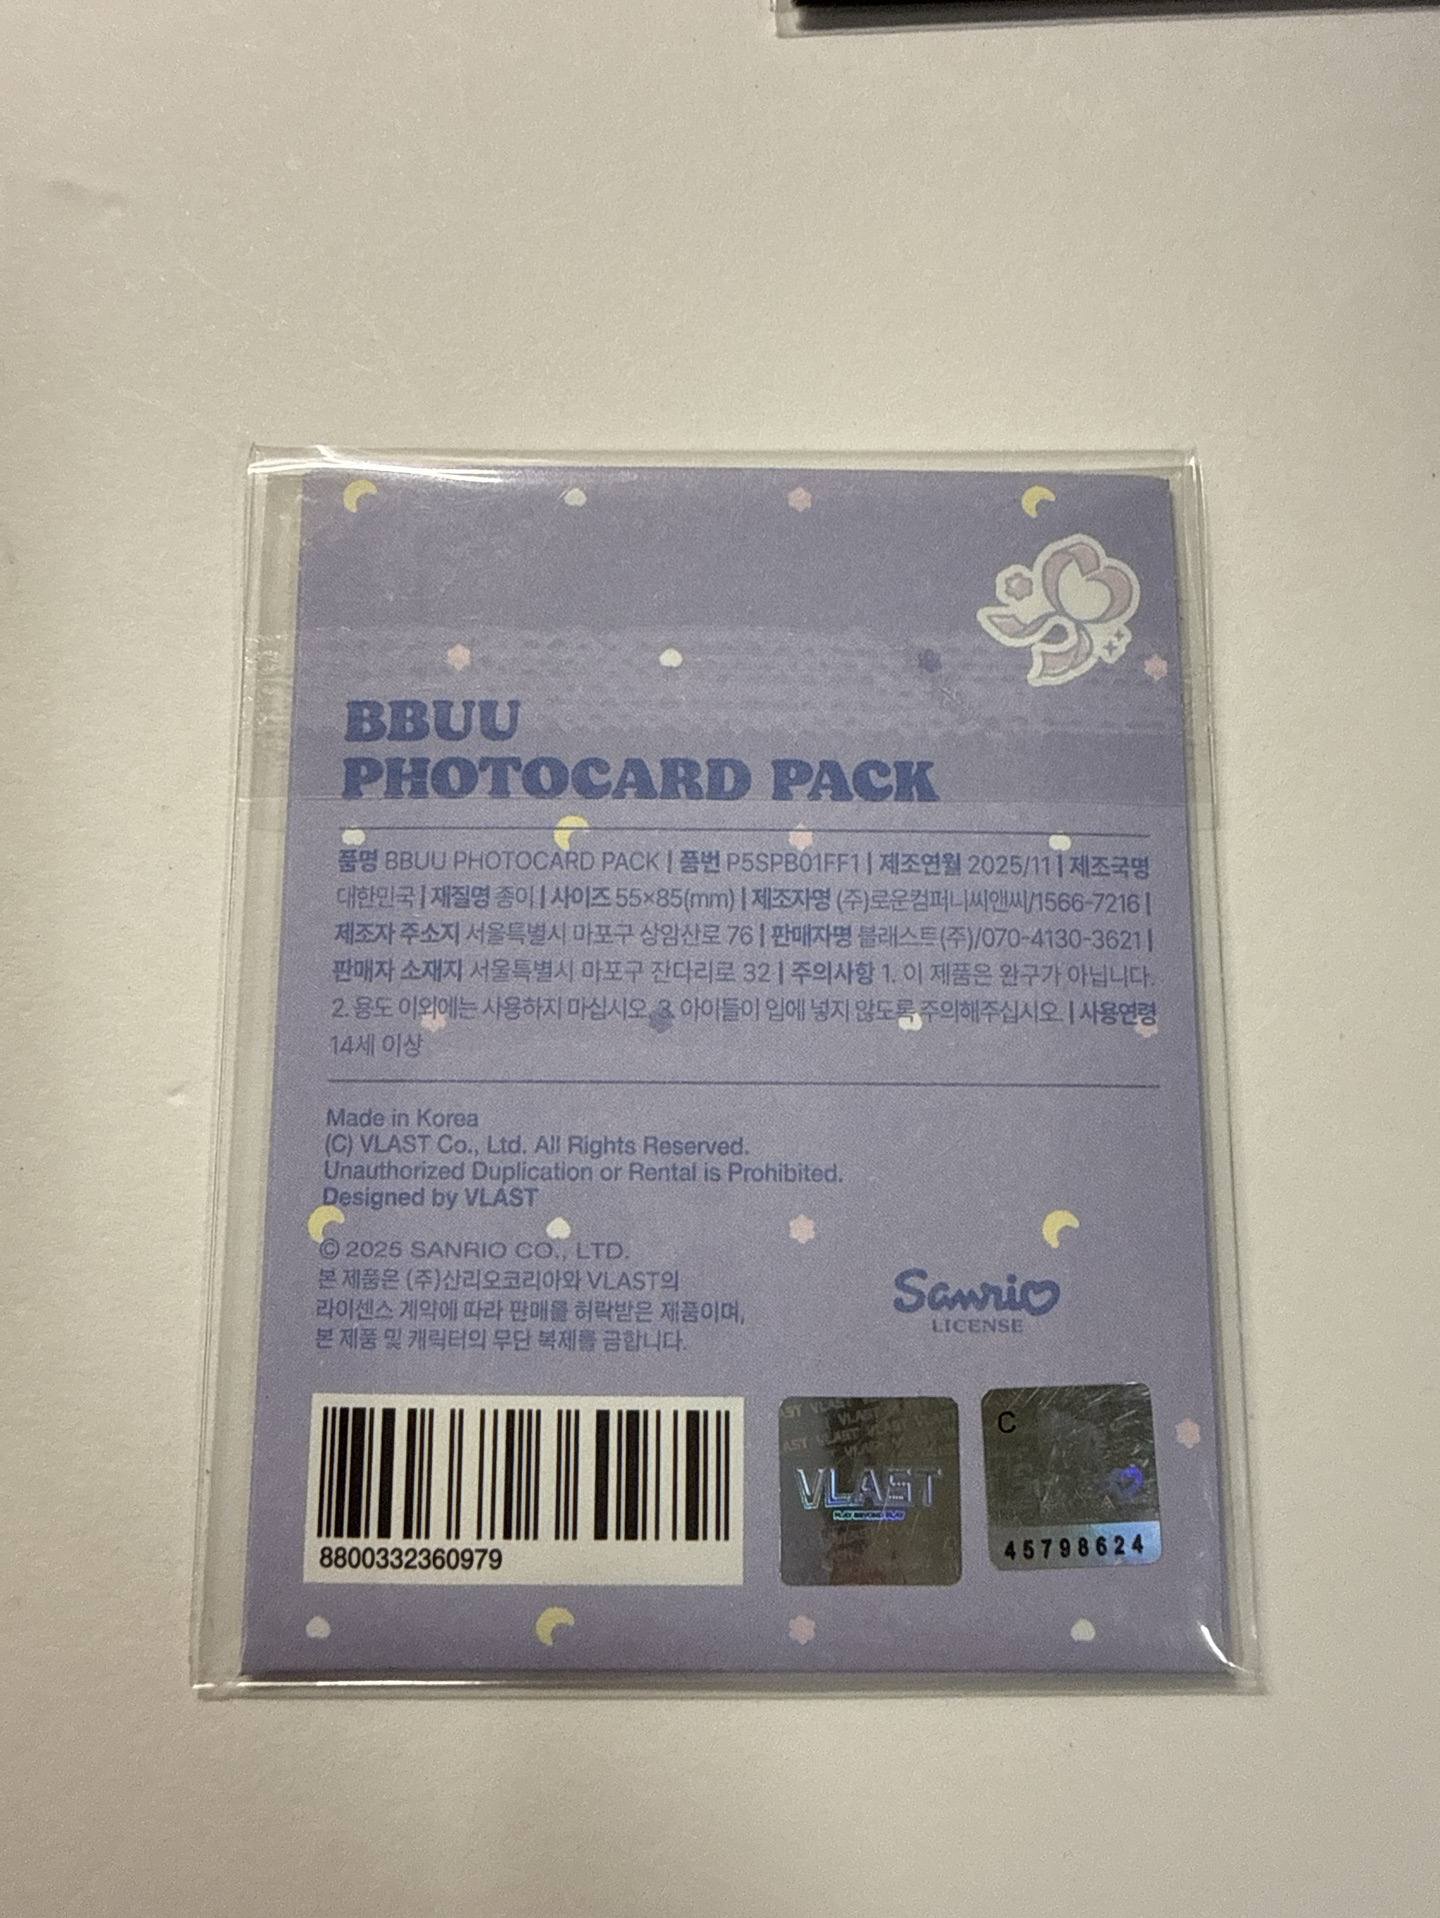 BBUU
PHOTOCARD PACK
품명 BBUU PHOTOCARD PACK | 품번 P5SPB01FF1 | 제조연월 2025/11 | 제조국명
대한민국 | 재질명 종이 | 사이즈 55×85(mm) | 제조자명 (주)로운컴퍼니씨앤씨/1566-7216 |
제조자 주소지 서울특별시 마포구 상암산로 76 | 판매자명 블래스트(주)/070-4130-3621 |
판매자 소재지 서울특별시 마포구 잔다리로 32 | 주의사항 1. 이 제품은 완구가 아닙니다.
2. 용도 이외에는 사용하지 마십시오. 3. 아이들이 입에 넣지 않도록 주의해주십시오. | 사용연령
14세 이상
Made in Korea
(C) VLAST Co., Ltd. All Rights Reserved.
Unauthorized Duplication or Rental is Prohibited.
Designed by VLAST
© 2025 SANRIO CO., LTD.
본 제품은 (주)산리오코리아와 VLAST의
라이센스 계약에 따라 판매를 허락받은 제품이며,
본 제품 및 캐릭터의 무단 복제를 금합니다.
Sanrio
LICENSE
8800332360979
VLAST
PLAY BEYOND PLAY
C
45798624